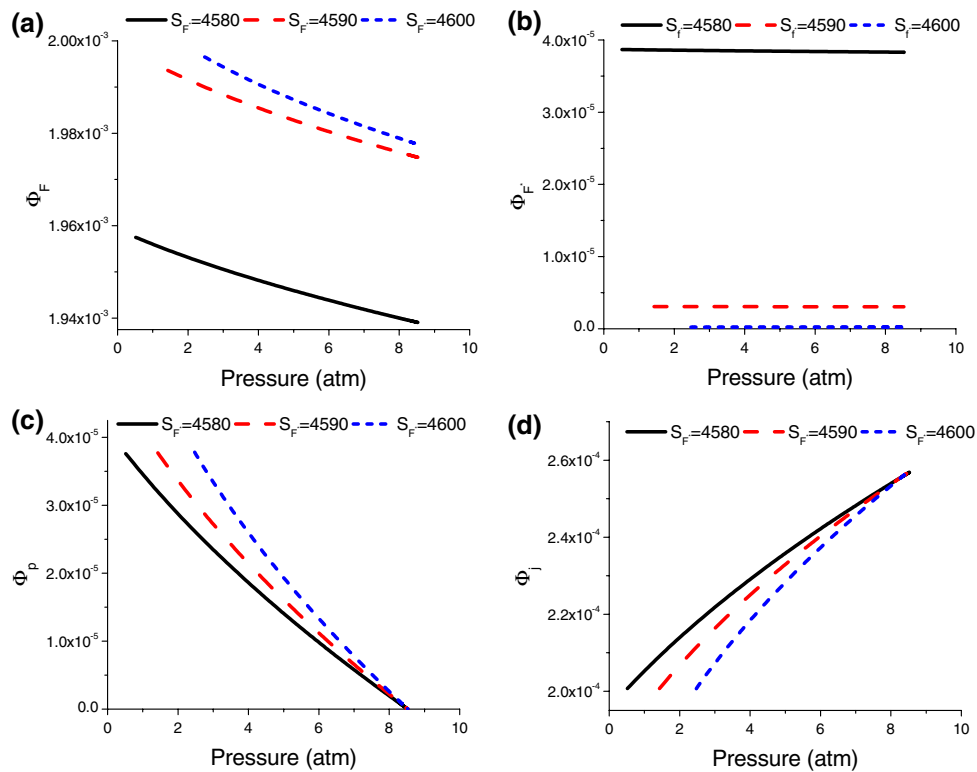 (a) S_F=4580 S_F=4590 S_F=4600
2.00x10⁻³
1.98x10⁻³
1.96x10⁻³
1.94x10⁻³
Φ_F
0 2 4 6 8 10
Pressure (atm)
(b) S_f=4580 S_f=4590 S_f=4600
4.0x10⁻⁵
3.0x10⁻⁵
2.0x10⁻⁵
1.0x10⁻⁵
0.0
Φ_F*
2 4 6 8 10
Pressure (atm)
(c) S_F=4580 S_F=4590 S_F=4600
4.0x10⁻⁵
3.0x10⁻⁵
2.0x10⁻⁵
1.0x10⁻⁵
0.0
Φ_p
0 2 4 6 8 10
Pressure (atm)
(d) S_F=4580 S_F=4590 S_F=4600
2.6x10⁻⁴
2.4x10⁻⁴
2.2x10⁻⁴
2.0x10⁻⁴
Φ_j
0 2 4 6 8 10
Pressure (atm)